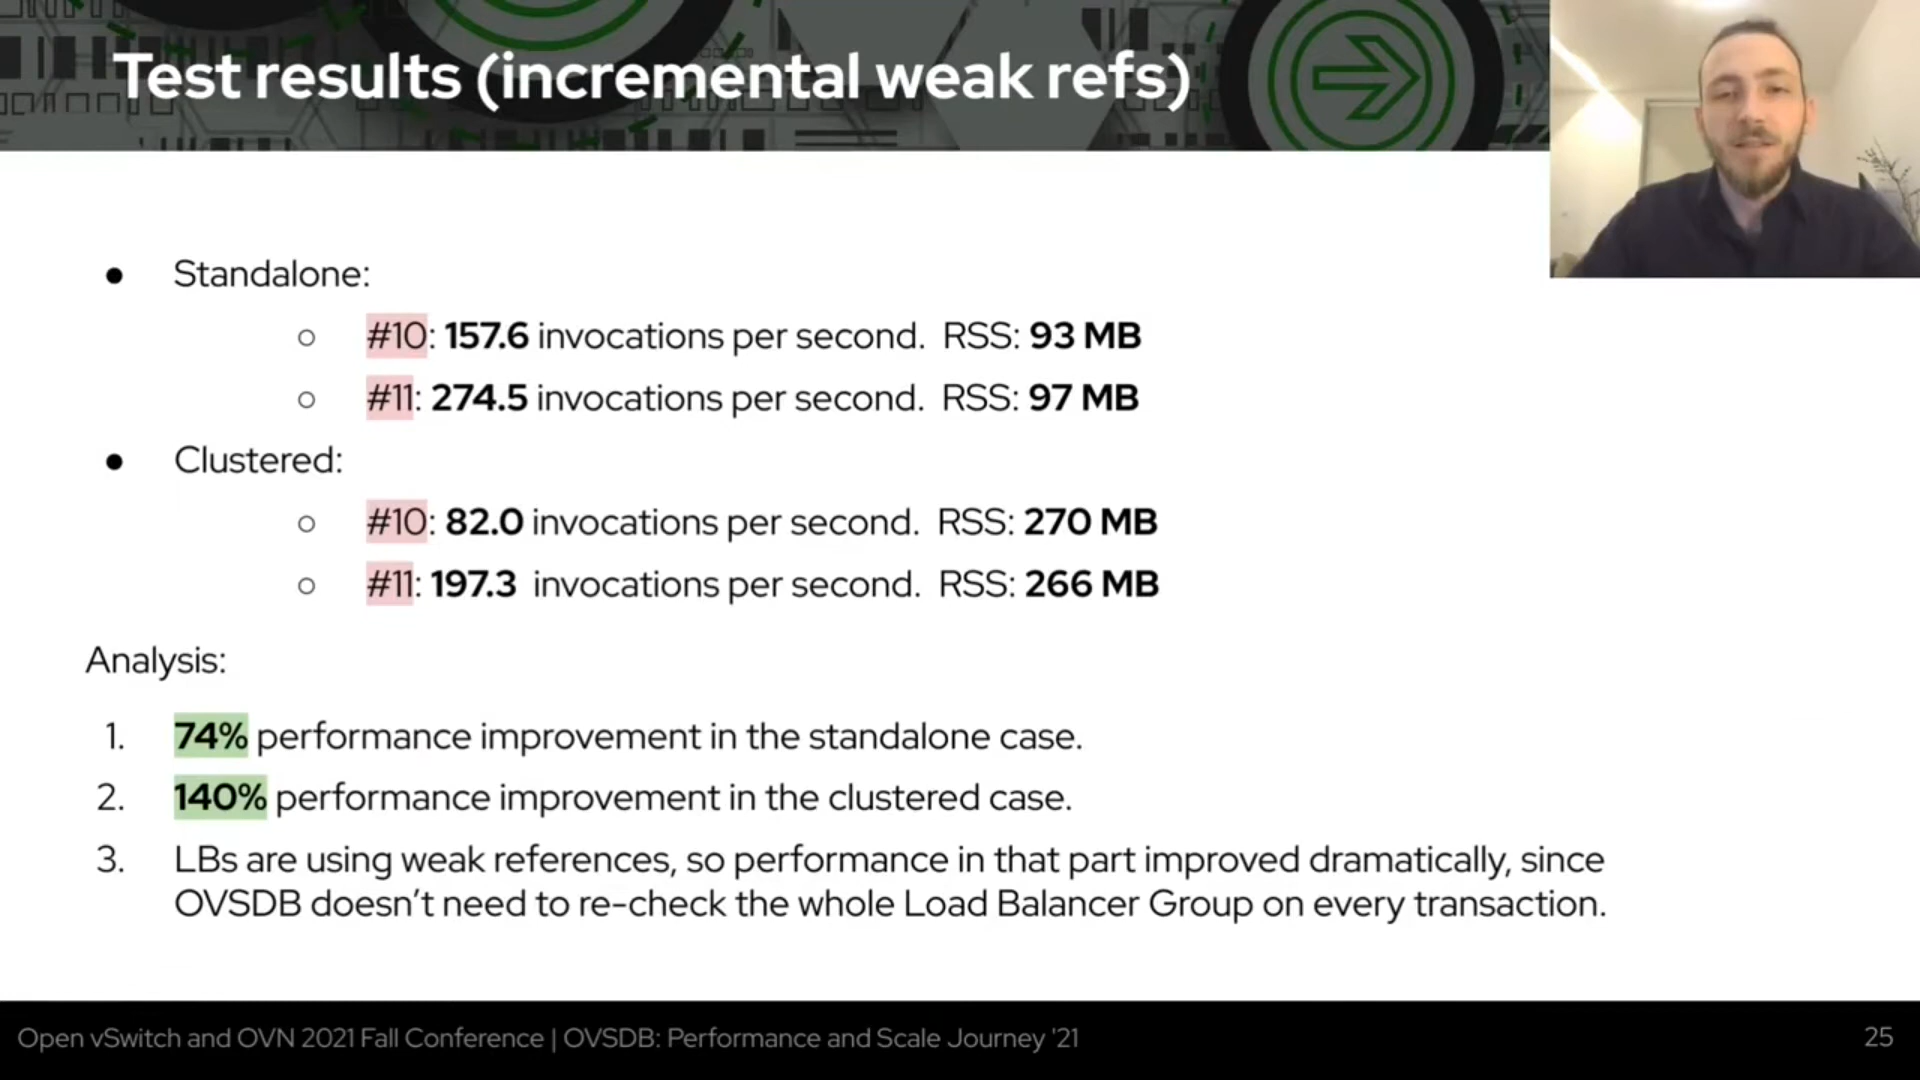 Test results (incremental weak refs)
● Standalone:
○ #10: 157.6 invocations per second. RSS: 93 MB
○ #11: 274.5 invocations per second. RSS: 97 MB
● Clustered:
○ #10: 82.0 invocations per second. RSS: 270 MB
○ #11: 197.3 invocations per second. RSS: 266 MB
Analysis:
1. 74% performance improvement in the standalone case.
2. 140% performance improvement in the clustered case.
3. LBs are using weak references, so performance in that part improved dramatically, since
OVSDB doesn't need to re-check the whole Load Balancer Group on every transaction.
Open vSwitch and OVN 2021 Fall Conference | OVSDB: Performance and Scale Journey '21
25